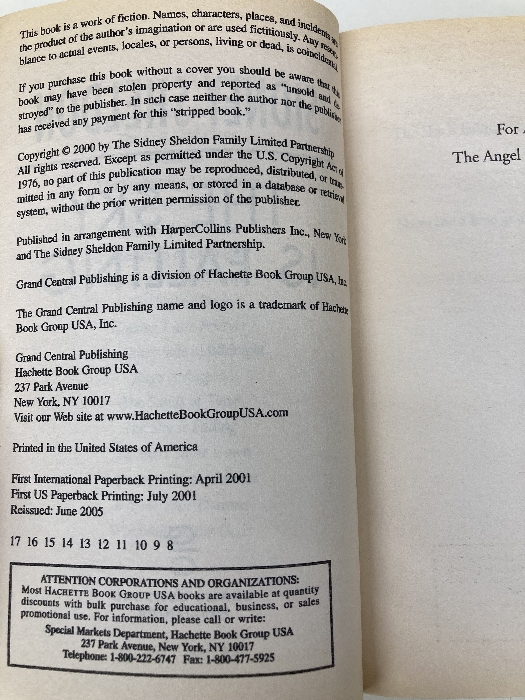 This book is a work of fiction. Names, characters, places, and incidents
the product of the author's imagination or are used fictitiously. Any
blance to actual events, locales, or persons, living or dead, is coincidental.
If you purchase this book without a cover you should be aware that
book may have been stolen property and reported as "unsold and
stroyed" to the publisher. In such case neither the author nor the publisher
has received any payment for this "stripped book."
Copyright © 2000 by The Sidney Sheldon Family Limited Partnership
All rights reserved. Except as permitted under the U.S. Copyright Act of
1976, no part of this publication may be reproduced, distributed, or trans-
mitted in any form or by any means, or stored in a database or retrieval
system, without the prior written permission of the publisher.
Published in arrangement with HarperCollins Publishers Inc., New York
and The Sidney Sheldon Family Limited Partnership.
Grand Central Publishing is a division of Hachette Book Group USA, Inc.
The Grand Central Publishing name and logo is a trademark of Hachette
Book Group USA, Inc.
Grand Central Publishing
Hachette Book Group USA
237 Park Avenue
New York, NY 10017
Visit our Web site at www.HachetteBookGroupUSA.com
Printed in the United States of America
First International Paperback Printing: April 2001
First US Paperback Printing: July 2001
Reissued: June 2005
17 16 15 14 13 12 11 10 9 8
ATTENTION CORPORATIONS AND ORGANIZATIONS:
Most HACHETTE BOOK GROUP USA books are available at quantity
discounts with bulk purchase for educational, business, or sales
promotional use. For information, please call or write:
Special Markets Department, Hachette Book Group USA
237 Park Avenue, New York, NY 10017
Telephone: 1-800-222-6747 Fax: 1-800-477-5925
For
The Angel